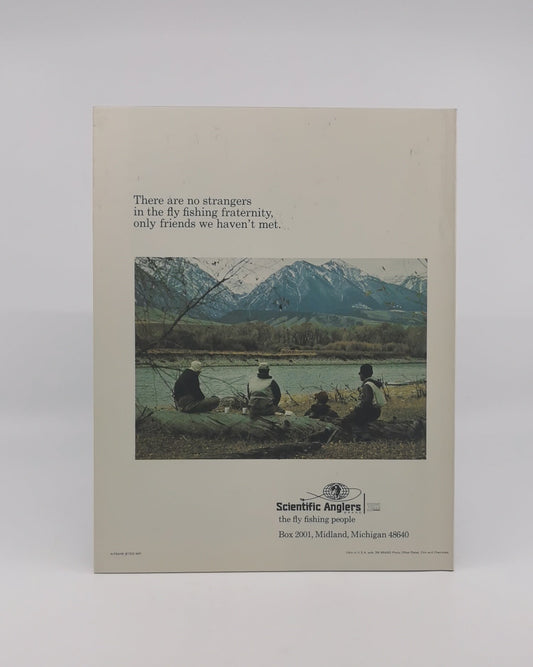 There are no strangers
in the fly fishing fraternity,
only friends we haven't met.
Scientific Anglers
the fly fishing people
Box 2001, Midland, Michigan 48640